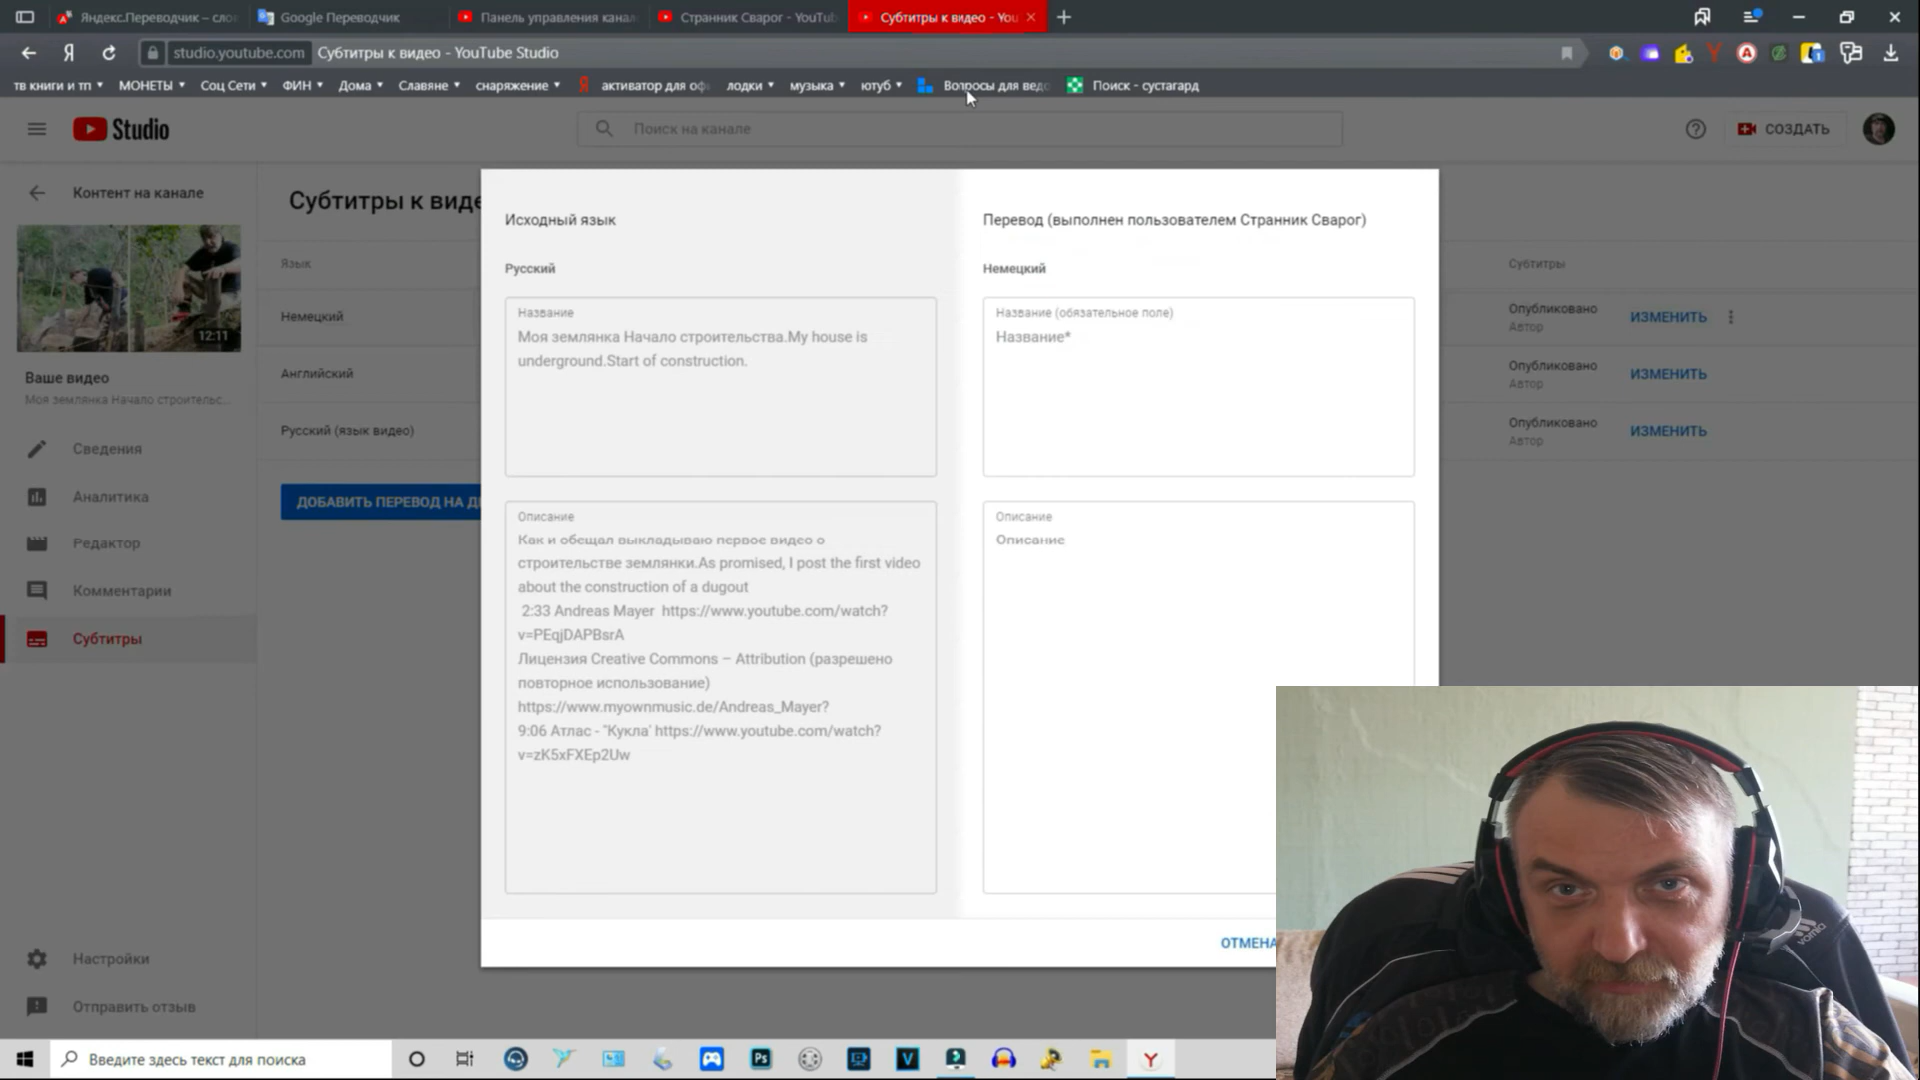 Яндекс.Переводчик – сло
Google Переводчик
Панель управления канал
Странник Сварог - YouTub
Субтитры к видео - You
Я
studio.youtube.com
Субтитры к видео - YouTube Studio
тв книги и тп
МОНЕТЫ
Соц Сети
ФИН
Дома
Славяне
снаряжение
активатор для оф
лодки
музыка
ютуб
Вопросы для ведо
Поиск - сустагард
Studio
Поиск на канале
СОЗДАТЬ
Контент на канале
12:11
Ваше видео
Моя землянка Начало строительс...
Сведения
Аналитика
Редактор
Комментарии
Субтитры
Настройки
Отправить отзыв
Субтитры к виде
Язык
Немецкий
Английский
Русский (язык видео)
ДОБАВИТЬ ПЕРЕВОД НА Д
Исходный язык
Русский
Название
Моя землянка Начало строительства.My house is
underground.Start of construction.
Описание
Как и обещал выкладываю первое видео о
строительстве землянки.As promised, I post the first video
about the construction of a dugout
2:33 Andreas Mayer https://www.youtube.com/watch?
v=PEqjDAPBsrA
Лицензия Creative Commons – Attribution (разрешено
повторное использование)
https://www.myownmusic.de/Andreas_Mayer?
9:06 Атлас - "Кукла' https://www.youtube.com/watch?
v=zK5xFXEp2Uw
Перевод (выполнен пользователем Странник Сварог)
Немецкий
Название (обязательное поле)
Название*
Описание
Описание
ОТМЕНА
Субтитры
Опубликовано
Автор
ИЗМЕНИТЬ
Опубликовано
Автор
ИЗМЕНИТЬ
Опубликовано
Автор
ИЗМЕНИТЬ
Введите здесь текст для поиска
Ps
V
Y